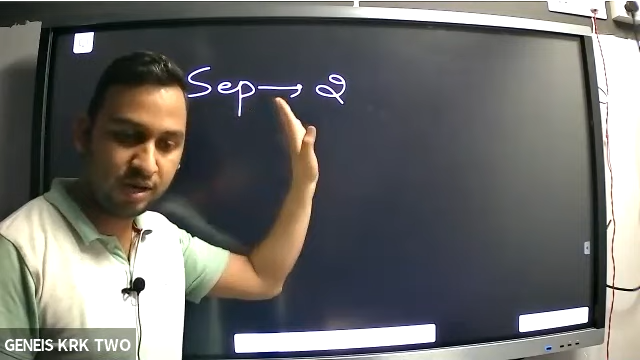 Sep → 2
GENEIS KRK TWO